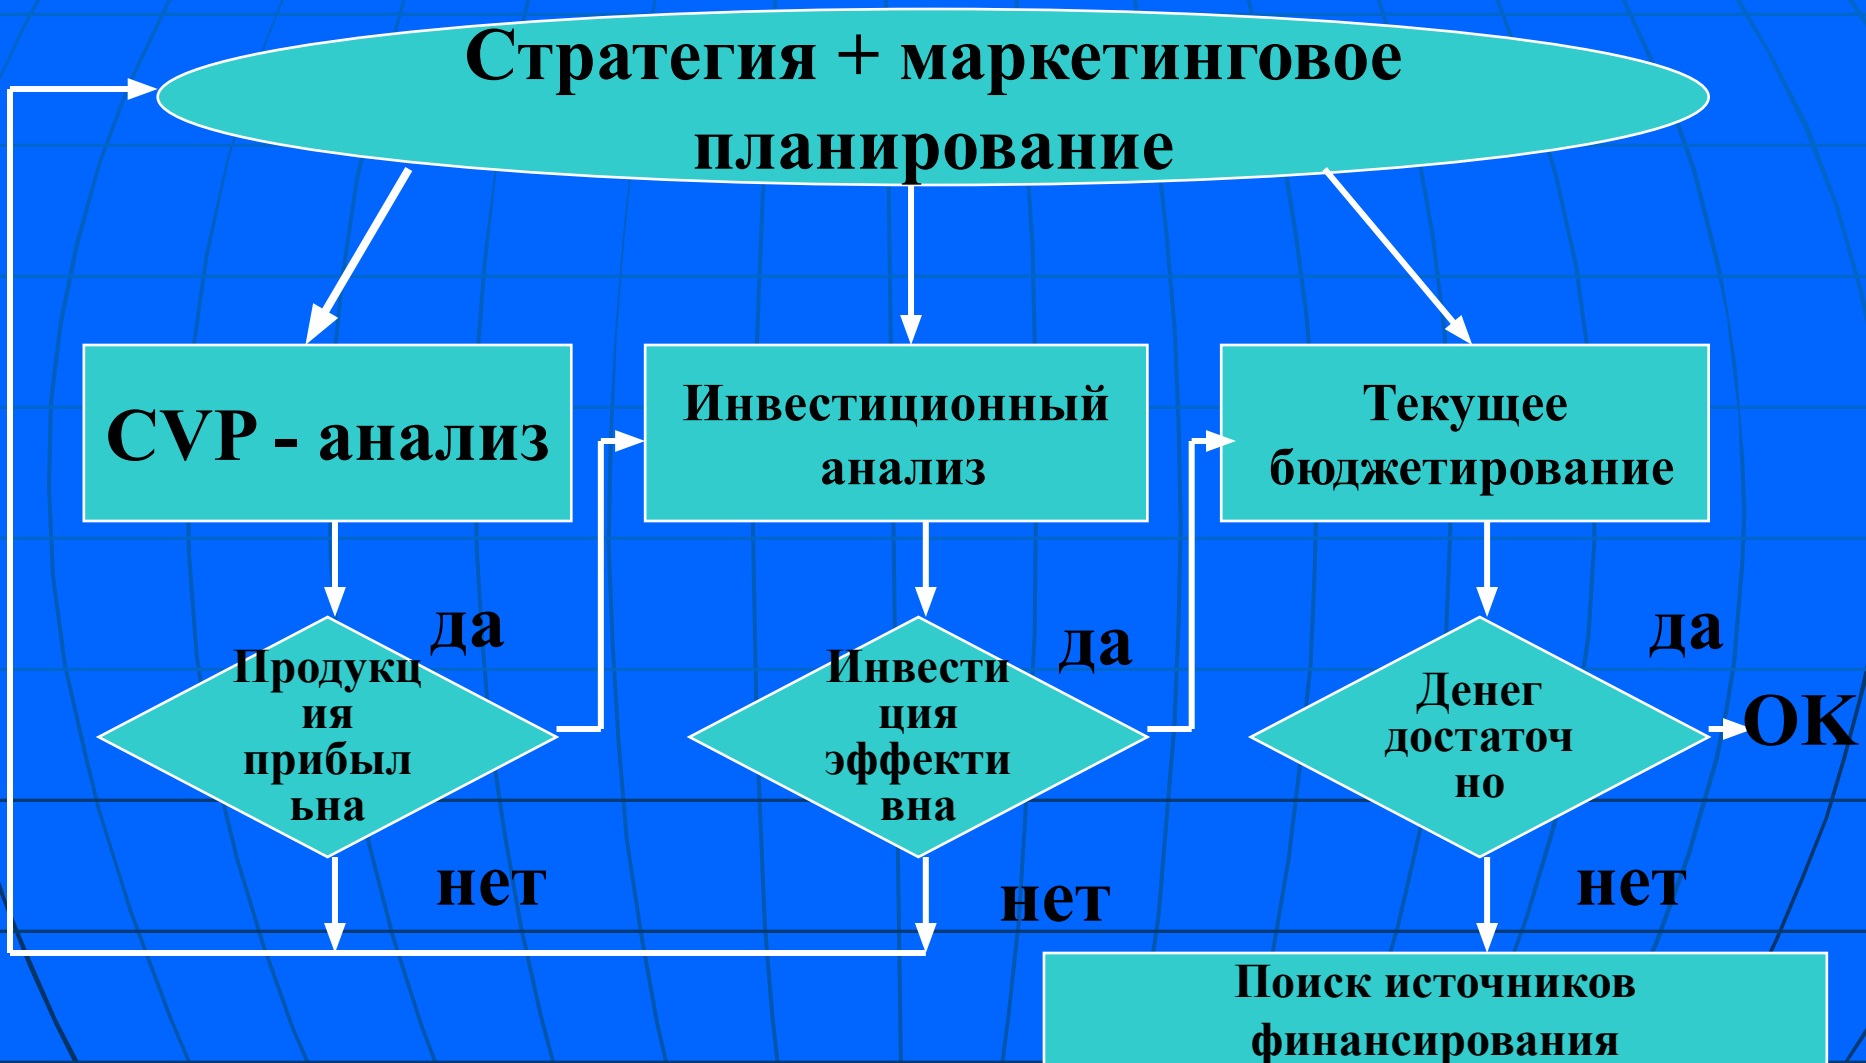 Стратегия + маркетинговое
планирование
CVP - анализ
Инвестиционный
анализ
Текущее
бюджетирование
да
Продукц
ия
прибыл
ьна
да
Инвести
ция
эффекти
вна
да
Денег
достаточ
но
ОК
нет
нет
нет
Поиск источников
финансирования